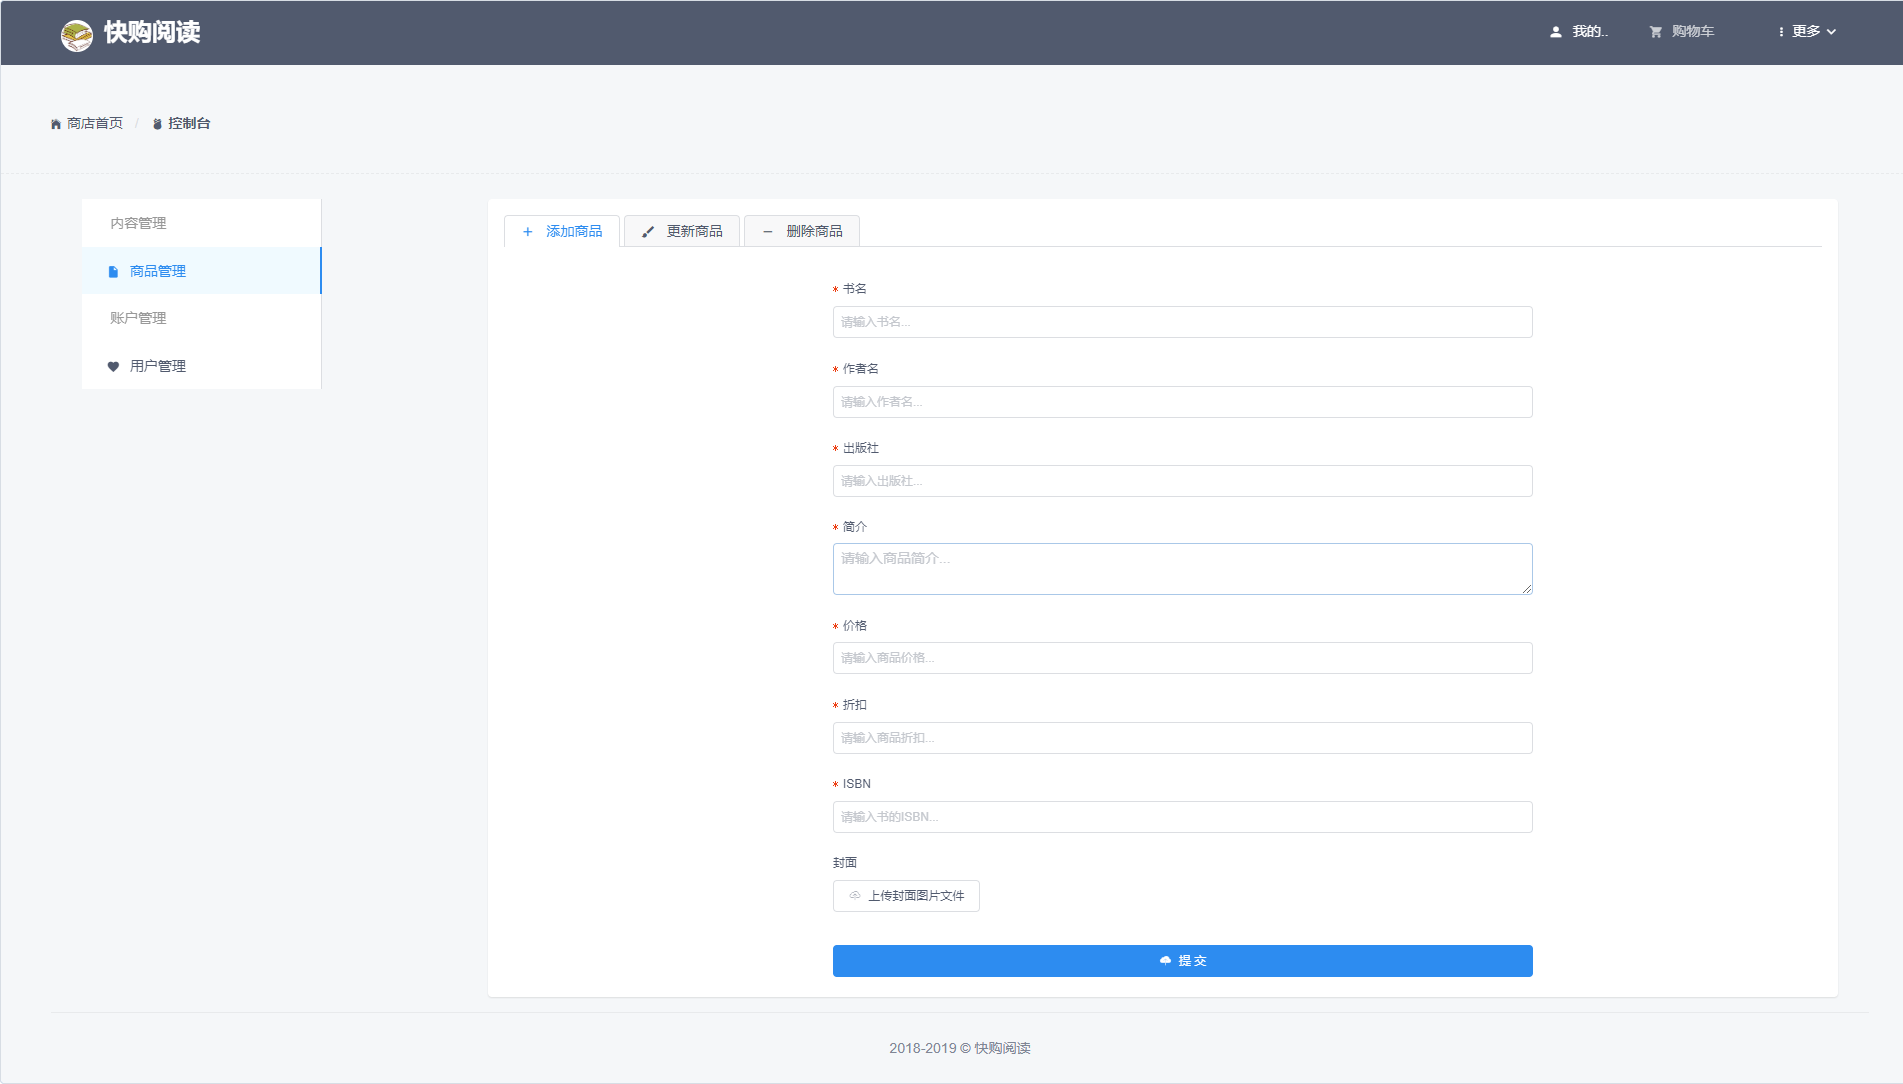 快购阅读
我的..
购物车
更多
商店首页 / 控制台
内容管理
商品管理
账户管理
用户管理
添加商品
更新商品
删除商品
* 书名
请输入书名...
* 作者名
请输入作者名...
* 出版社
请输入出版社...
* 简介
请输入商品简介...
* 价格
请输入商品价格...
* 折扣
请输入商品折扣...
* ISBN
请输入书的ISBN...
封面
上传封面图片文件
提 交
2018-2019 © 快购阅读